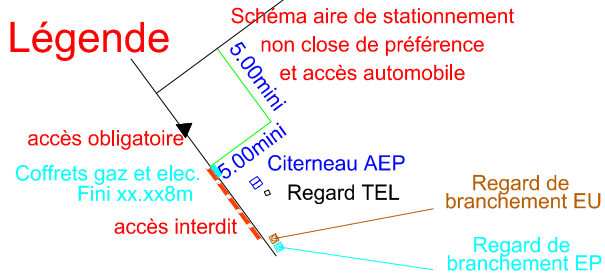 Légende
Schéma aire de stationnement
non close de préférence
et accès automobile
5.00mini
5.00mini
accès obligatoire
Coffrets gaz et elec.
Fini xx.xx8m
Citerneau AEP
Regard TEL
accès interdit
Regard de
branchement EU
Regard de
branchement EP